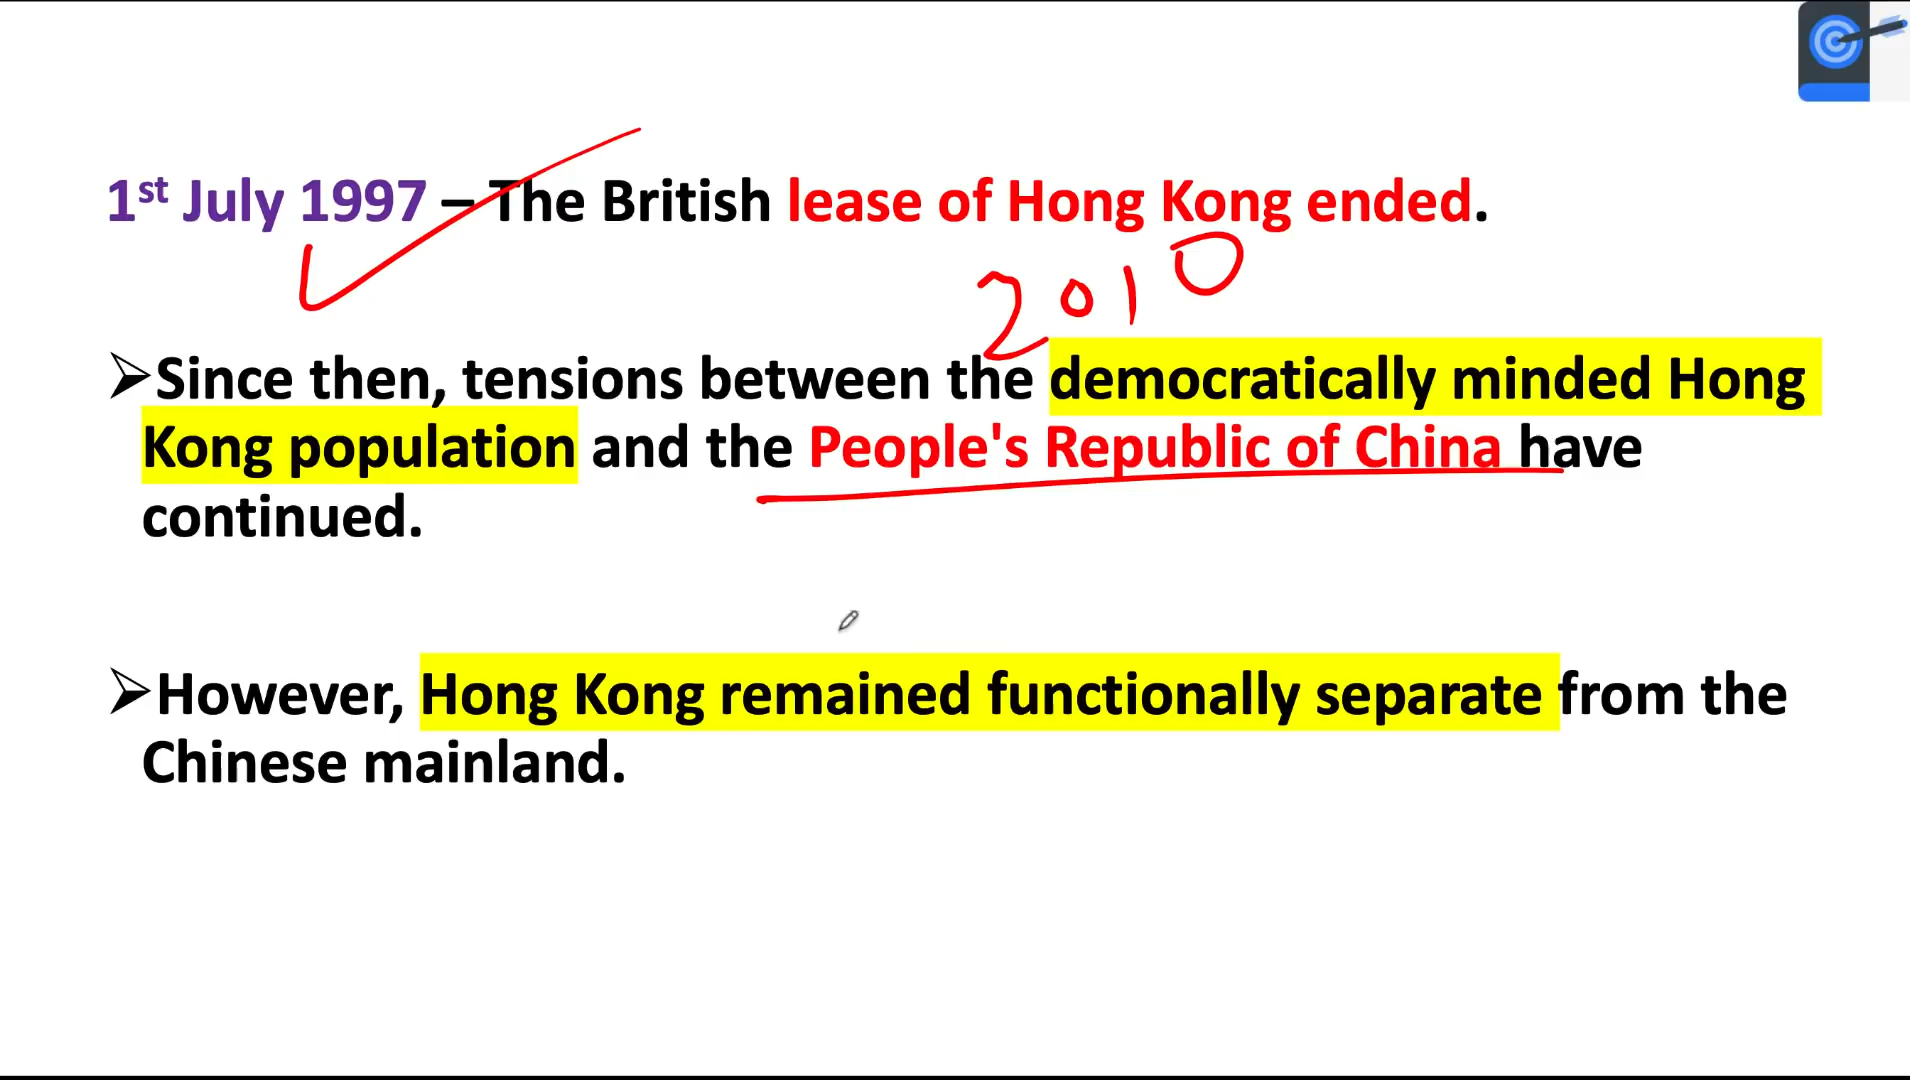 1st July 1997 – The British lease of Hong Kong ended.
2010
➢Since then, tensions between the democratically minded Hong
Kong population and the People's Republic of China have
continued.
➢However, Hong Kong remained functionally separate from the
Chinese mainland.